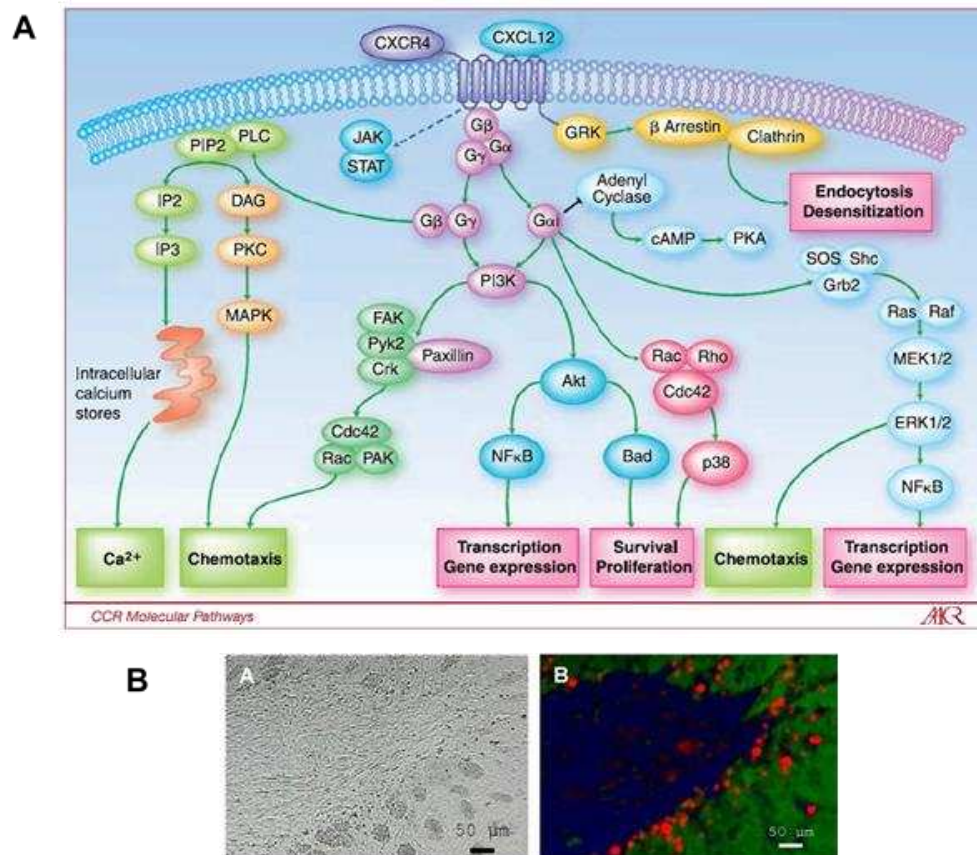 A
CXCR4
CXCL12
PLC
PIP2
JAK
STAT
Gβ
Gα
Gγ
GRK
β Arrestin
Clathrin
IP2
DAG
Gβ
Gγ
Gαi
Adenyl
Cyclase
Endocytosis
Desensitization
IP3
PKC
cAMP
PKA
PI3K
SOS Shc
Grb2
MAPK
FAK
Pyk2
Crk
Paxillin
Ras
Raf
Rac
Rho
Cdc42
MEK1/2
Intracellular
calcium
stores
Akt
Cdc42
Rac
PAK
ERK1/2
NFκB
Bad
p38
NFκB
Ca²⁺
Chemotaxis
Transcription
Gene expression
Survival
Proliferation
Chemotaxis
Transcription
Gene expression
CCR Molecular Pathways
B
A
50 µm
B
50 µm